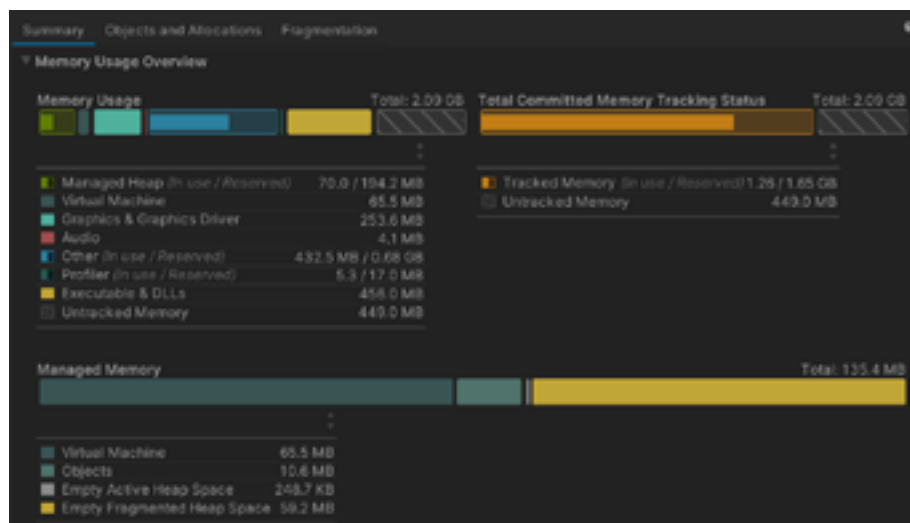 Summary Objects and Allocations Fragmentation
Memory Usage Overview
Memory Usage Total: 2.09 GB
Total Committed Memory Tracking Status Total: 2.09 GB
Managed Heap (In use / Reserved) 70.0 / 194.2 MB
Virtual Machine 65.5 MB
Graphics & Graphics Driver 253.6 MB
Audio 4.1 MB
Other (In use / Reserved) 432.5 MB / 0.68 GB
Profiler (In use / Reserved) 5.3 / 17.0 MB
Executable & DLLs 456.0 MB
Untracked Memory 449.0 MB
Tracked Memory (In use / Reserved) 1.26 / 1.65 GB
Untracked Memory 449.0 MB
Managed Memory Total: 135.4 MB
Virtual Machine 65.5 MB
Objects 10.6 MB
Empty Active Heap Space 248.7 KB
Empty Fragmented Heap Space 59.2 MB